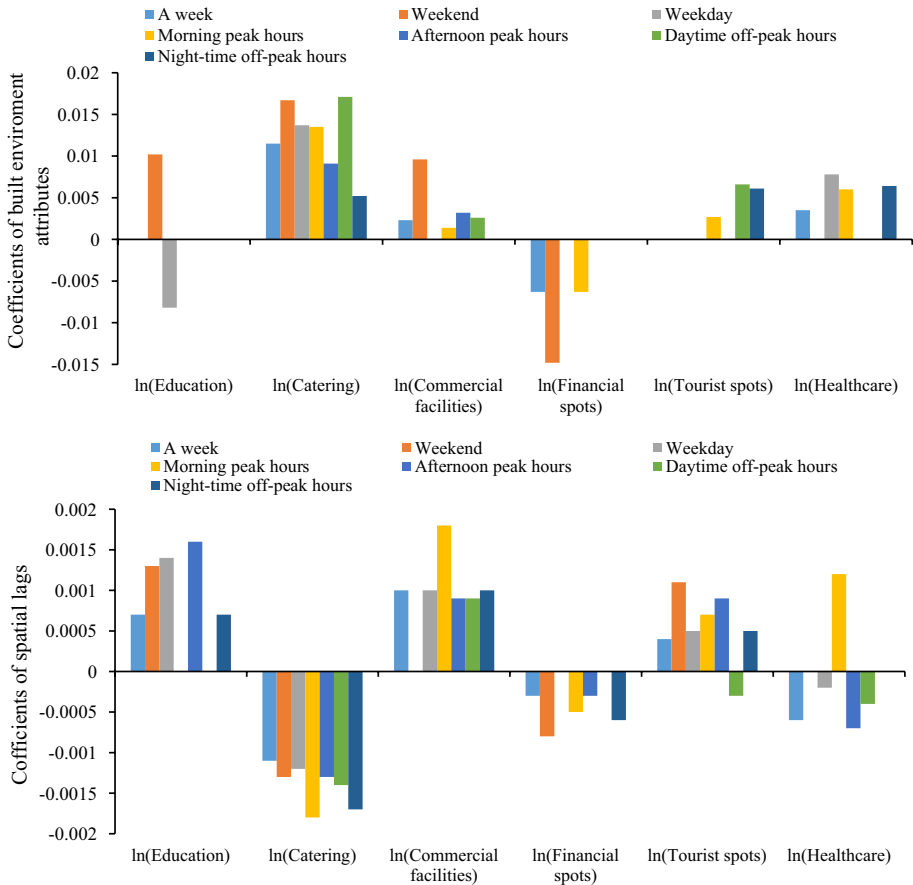 A week
Weekend
Weekday
Morning peak hours
Afternoon peak hours
Daytime off-peak hours
Night-time off-peak hours
Coefficients of built enviroment
attributes
0.02
0.015
0.01
0.005
0
-0.005
-0.01
-0.015
ln(Education)
ln(Catering)
ln(Commercial
facilities)
ln(Financial
spots)
ln(Tourist spots)
ln(Healthcare)
A week
Weekend
Weekday
Morning peak hours
Afternoon peak hours
Daytime off-peak hours
Night-time off-peak hours
Cofficients of spatial lags
0.002
0.0015
0.001
0.0005
0
-0.0005
-0.001
-0.0015
-0.002
ln(Education)
ln(Catering)
ln(Commercial
facilities)
ln(Financial
spots)
ln(Tourist spots)
ln(Healthcare)